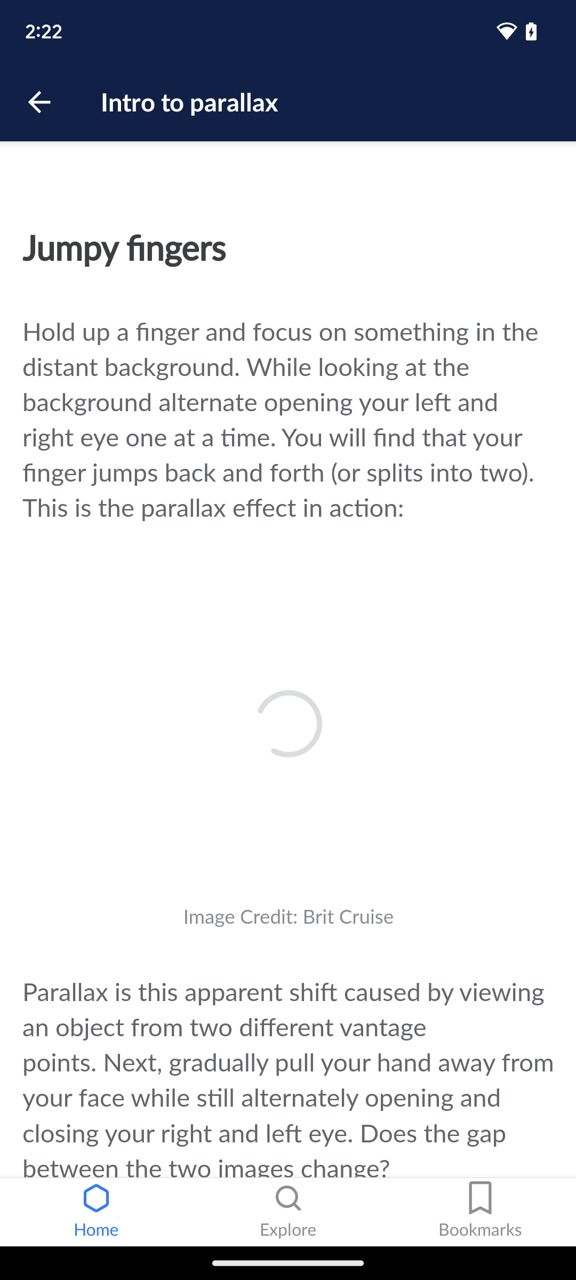 2:22
Intro to parallax
Jumpy fingers
Hold up a finger and focus on something in the
distant background. While looking at the
background alternate opening your left and
right eye one at a time. You will find that your
finger jumps back and forth (or splits into two).
This is the parallax effect in action:
Image Credit: Brit Cruise
Parallax is this apparent shift caused by viewing
an object from two different vantage
points. Next, gradually pull your hand away from
your face while still alternately opening and
closing your right and left eye. Does the gap
between the two images change?
Home
Explore
Bookmarks